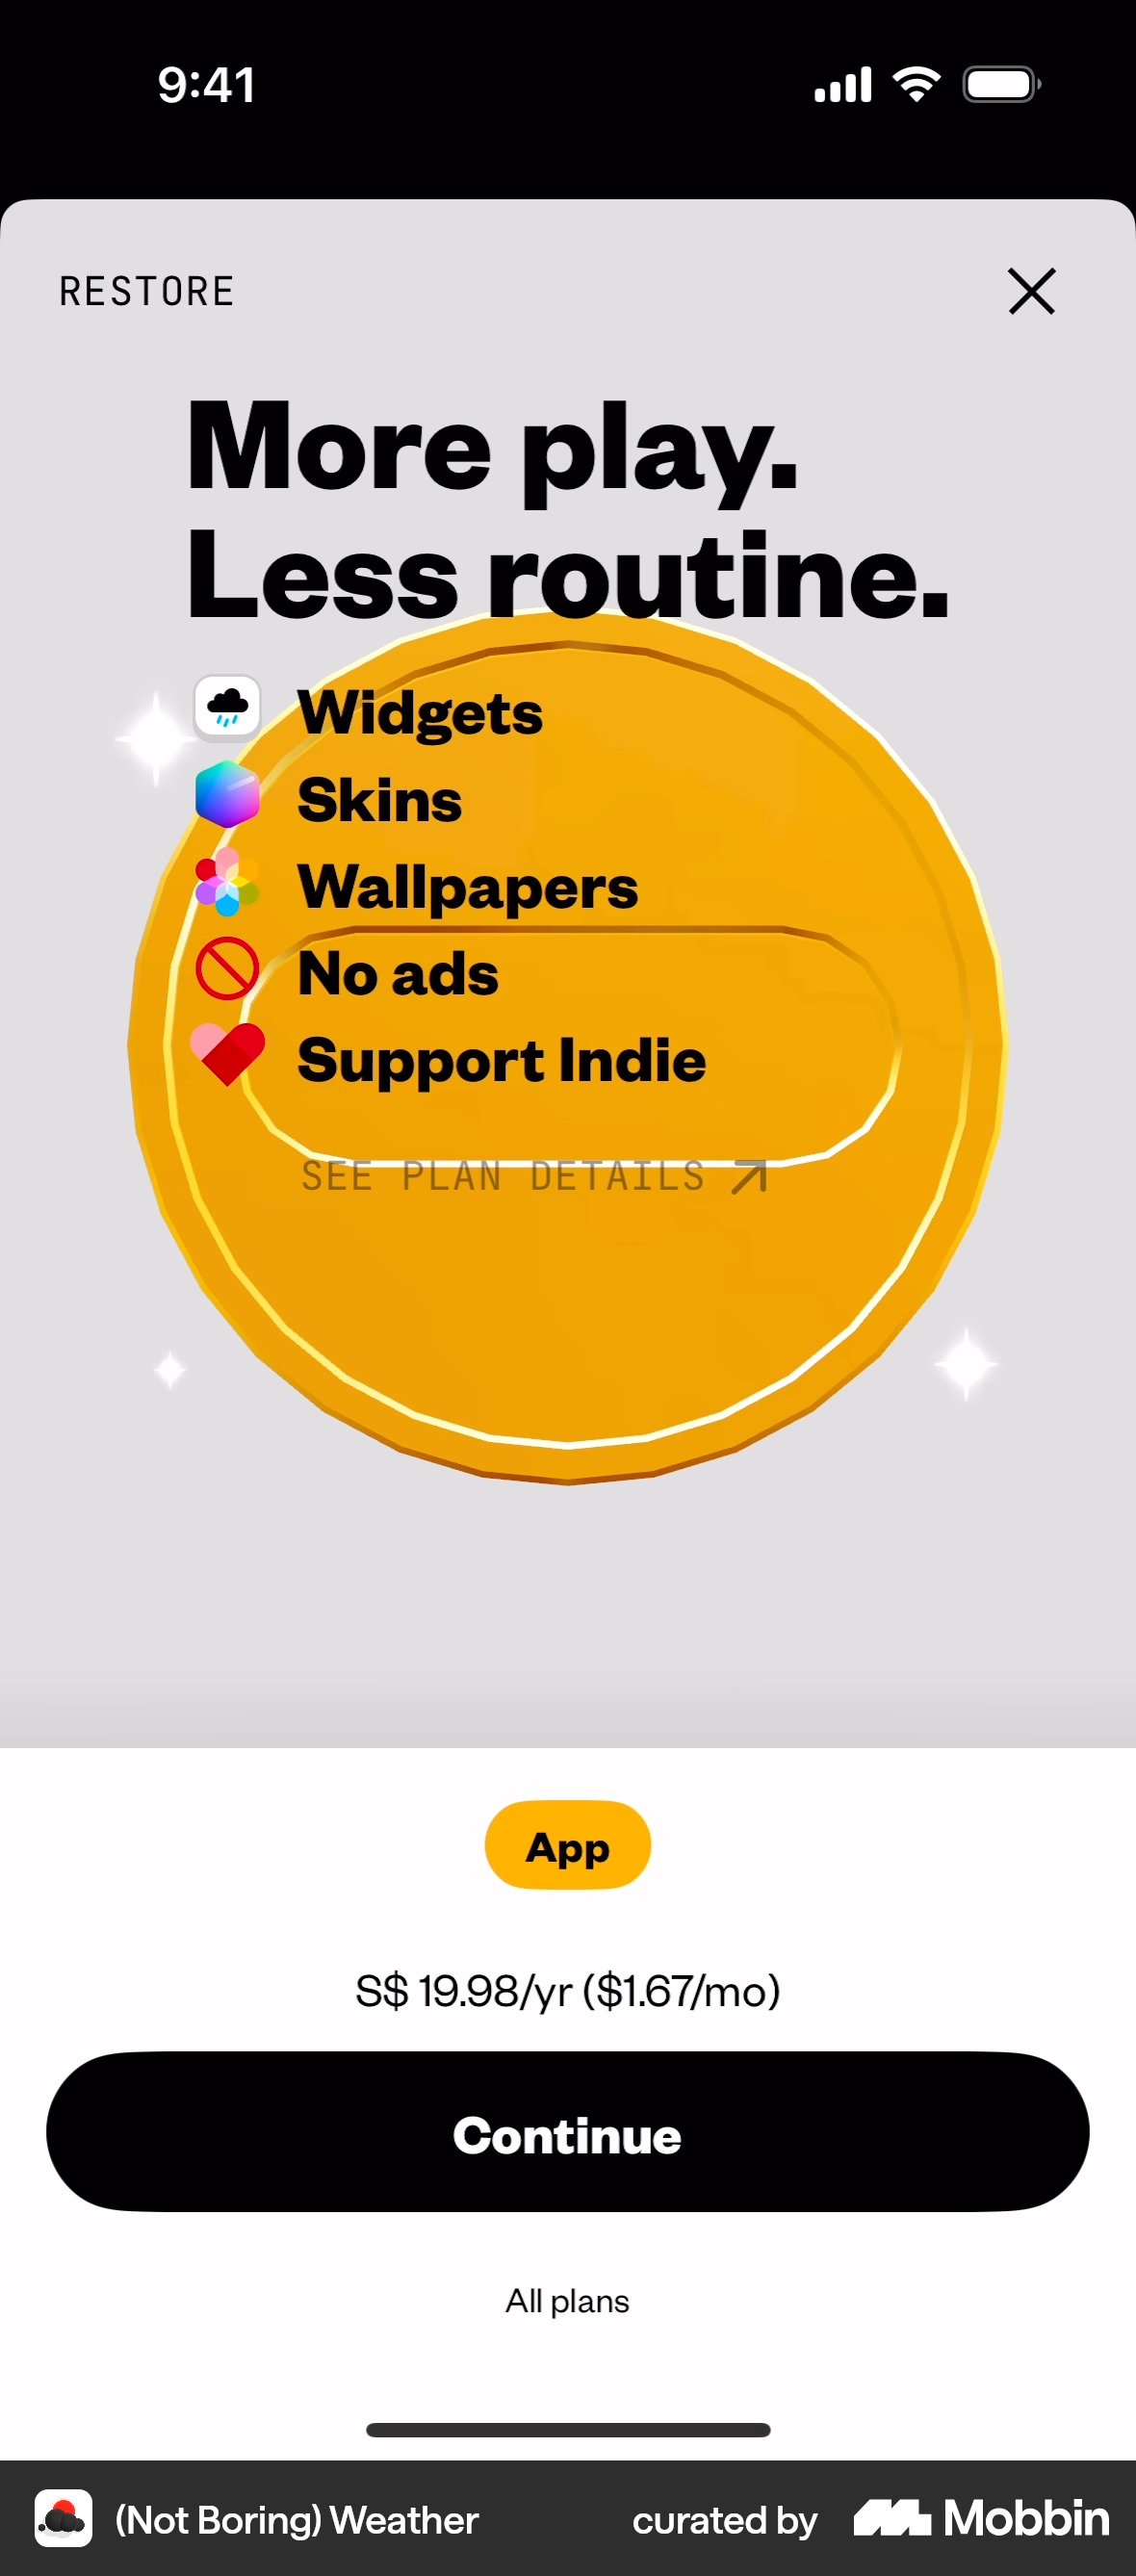 9:41
RESTORE
More play.
Less routine.
Widgets
Skins
Wallpapers
No ads
Support Indie
SEE PLAN DETAILS
App
S$ 19.98/yr ($1.67/mo)
Continue
All plans
(Not Boring) Weather
curated by Mobbin